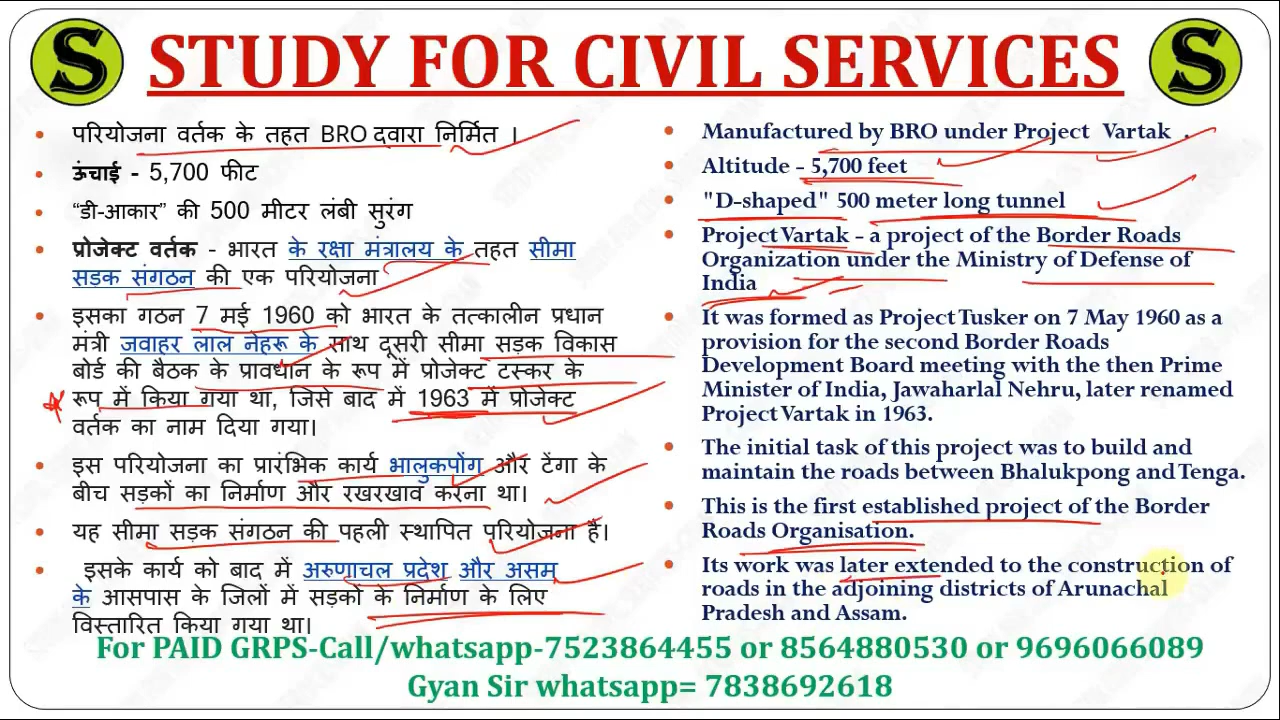 S STUDY FOR CIVIL SERVICES S
परियोजना वर्तक के तहत BRO द्वारा निर्मित ।
ऊंचाई - 5,700 फीट
“डी-आकार” की 500 मीटर लंबी सुरंग
प्रोजेक्ट वर्तक - भारत के रक्षा मंत्रालय के तहत सीमा
सड़क संगठन की एक परियोजना
इसका गठन 7 मई 1960 को भारत के तत्कालीन प्रधान
मंत्री जवाहर लाल नेहरू के साथ दूसरी सीमा सड़क विकास
बोर्ड की बैठक के प्रावधान के रूप में प्रोजेक्ट टस्कर के
रूप में किया गया था, जिसे बाद में 1963 में प्रोजेक्ट
वर्तक का नाम दिया गया।
इस परियोजना का प्रारंभिक कार्य भालुकपोंग और टेंगा के
बीच सड़कों का निर्माण और रखरखाव करना था।
यह सीमा सड़क संगठन की पहली स्थापित परियोजना है।
इसके कार्य को बाद में अरुणाचल प्रदेश और असम
के आसपास के जिलों में सड़कों के निर्माण के लिए
विस्तारित किया गया था।
Manufactured by BRO under Project Vartak .
Altitude - 5,700 feet
"D-shaped" 500 meter long tunnel
Project Vartak - a project of the Border Roads
Organization under the Ministry of Defense of
India
It was formed as Project Tusker on 7 May 1960 as a
provision for the second Border Roads
Development Board meeting with the then Prime
Minister of India, Jawaharlal Nehru, later renamed
Project Vartak in 1963.
The initial task of this project was to build and
maintain the roads between Bhalukpong and Tenga.
This is the first established project of the Border
Roads Organisation.
Its work was later extended to the construction of
roads in the adjoining districts of Arunachal
Pradesh and Assam.
For PAID GRPS-Call/whatsapp-7523864455 or 8564880530 or 9696066089
Gyan Sir whatsapp= 7838692618